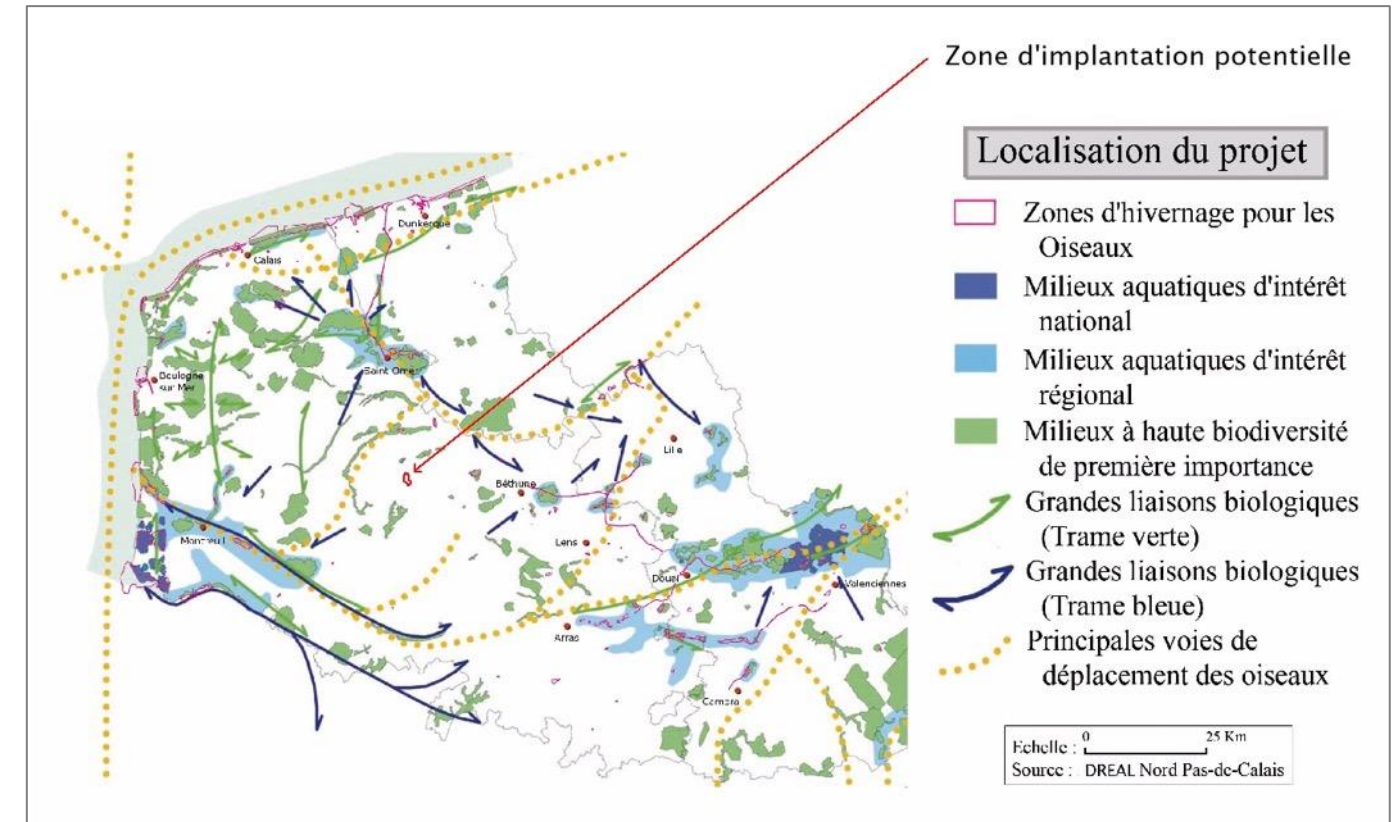 Zone d'implantation potentielle
Localisation du projet
Zones d'hivernage pour les
Oiseaux
Milieux aquatiques d'intérêt
national
Milieux aquatiques d'intérêt
régional
Milieux à haute biodiversité
de première importance
Grandes liaisons biologiques
(Trame verte)
Grandes liaisons biologiques
(Trame bleue)
Principales voies de
déplacement des oiseaux
Echelle : 0 25 Km
Source : DREAL Nord Pas-de-Calais
Dunkerque
Calais
Saint Omer
Boulogne
sur Mer
Lille
Béthune
Montreuil
Lens
Douai
Valenciennes
Arras